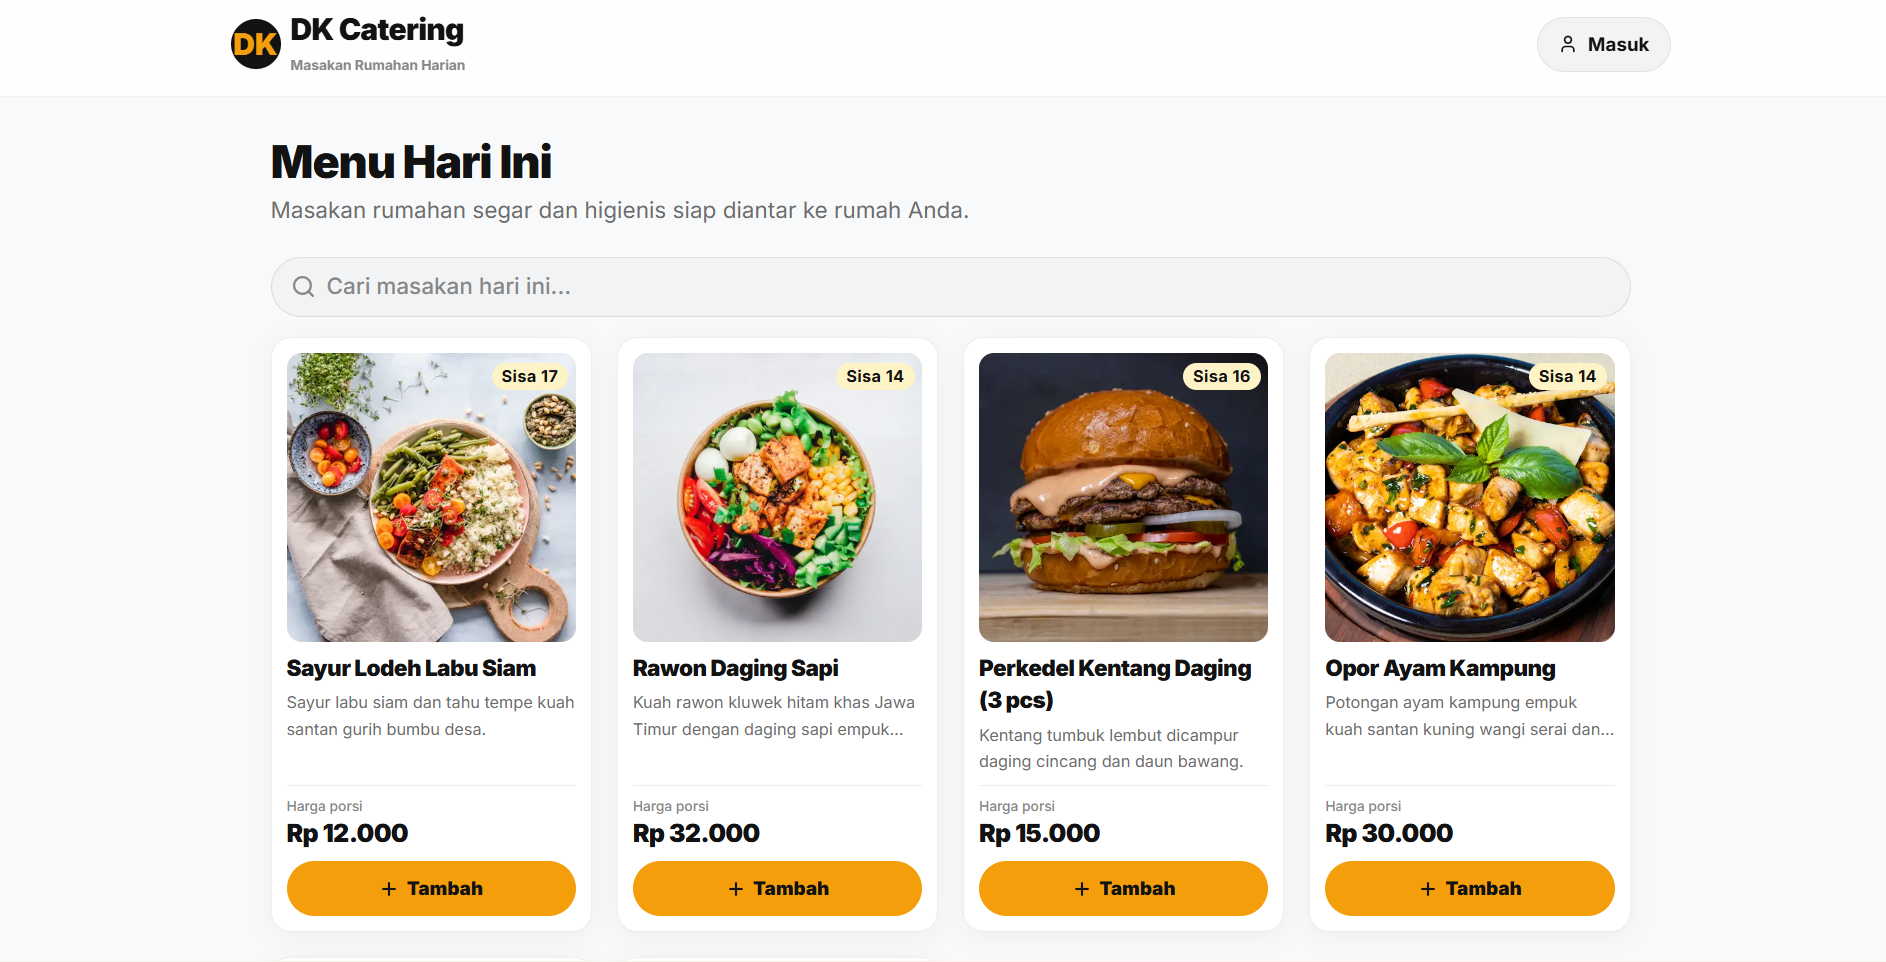 DK
DK Catering
Masakan Rumahan Harian
Masuk
Menu Hari Ini
Masakan rumahan segar dan higienis siap diantar ke rumah Anda.
Cari masakan hari ini...
Sisa 17
Sayur Lodeh Labu Siam
Sayur labu siam dan tahu tempe kuah
santan gurih bumbu desa.
Harga porsi
Rp 12.000
+ Tambah
Sisa 14
Rawon Daging Sapi
Kuah rawon kluwek hitam khas Jawa
Timur dengan daging sapi empuk...
Harga porsi
Rp 32.000
+ Tambah
Sisa 16
Perkedel Kentang Daging
(3 pcs)
Kentang tumbuk lembut dicampur
daging cincang dan daun bawang.
Harga porsi
Rp 15.000
+ Tambah
Sisa 14
Opor Ayam Kampung
Potongan ayam kampung empuk
kuah santan kuning wangi serai dan...
Harga porsi
Rp 30.000
+ Tambah